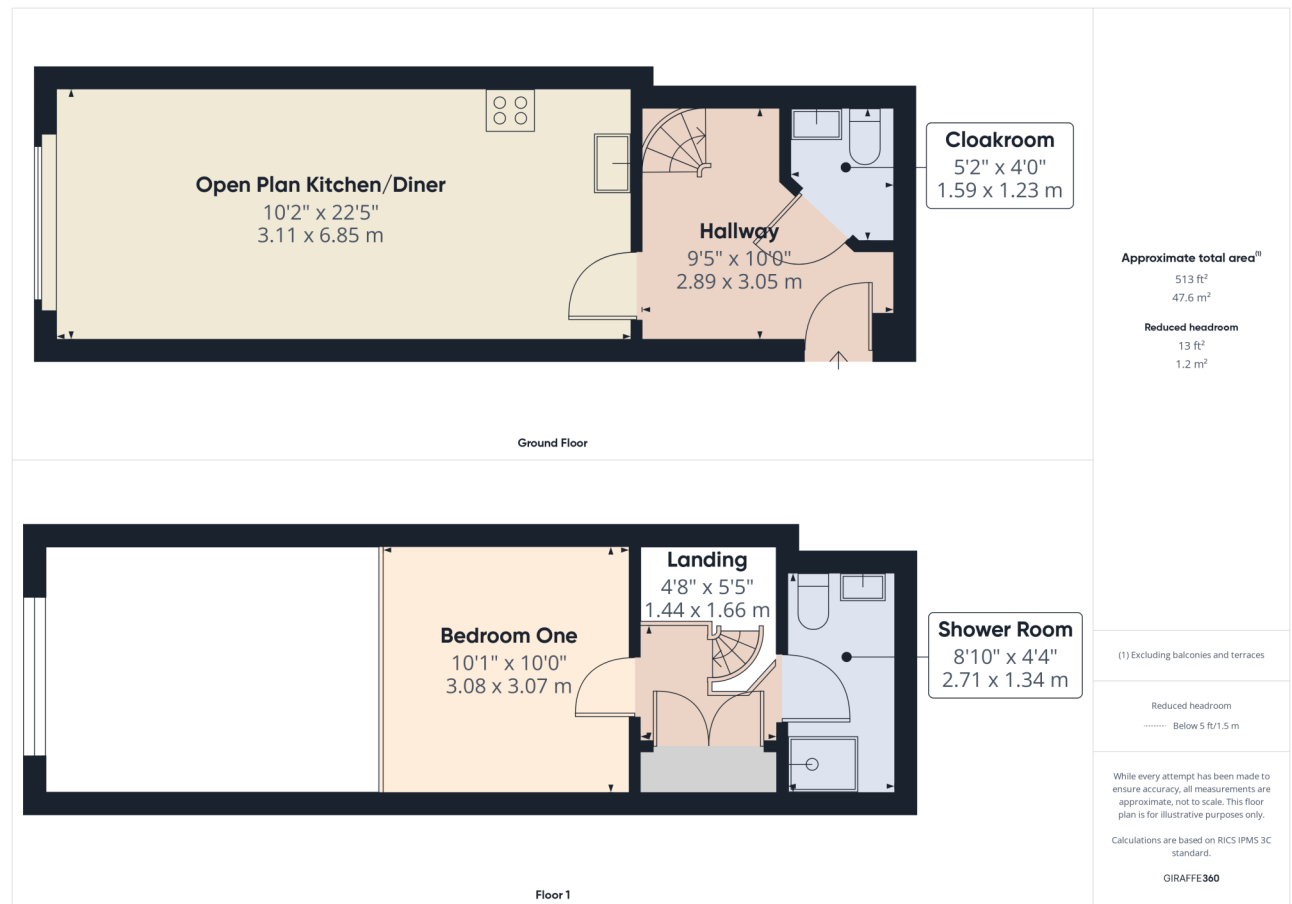 Open Plan Kitchen/Diner
10'2" x 22'5"
3.11 x 6.85 m
Hallway
9'5" x 10'0"
2.89 x 3.05 m
Cloakroom
5'2" x 4'0"
1.59 x 1.23 m
Ground Floor
Bedroom One
10'1" x 10'0"
3.08 x 3.07 m
Landing
4'8" x 5'5"
1.44 x 1.66 m
Shower Room
8'10" x 4'4"
2.71 x 1.34 m
Floor 1
Approximate total area(1)
513 ft²
47.6 m²
Reduced headroom
13 ft²
1.2 m²
(1) Excluding balconies and terraces
Reduced headroom
Below 5 ft/1.5 m
While every attempt has been made to
ensure accuracy, all measurements are
approximate, not to scale. This floor
plan is for illustrative purposes only.
Calculations are based on RICS IPMS 3C
standard.
GIRAFFE360